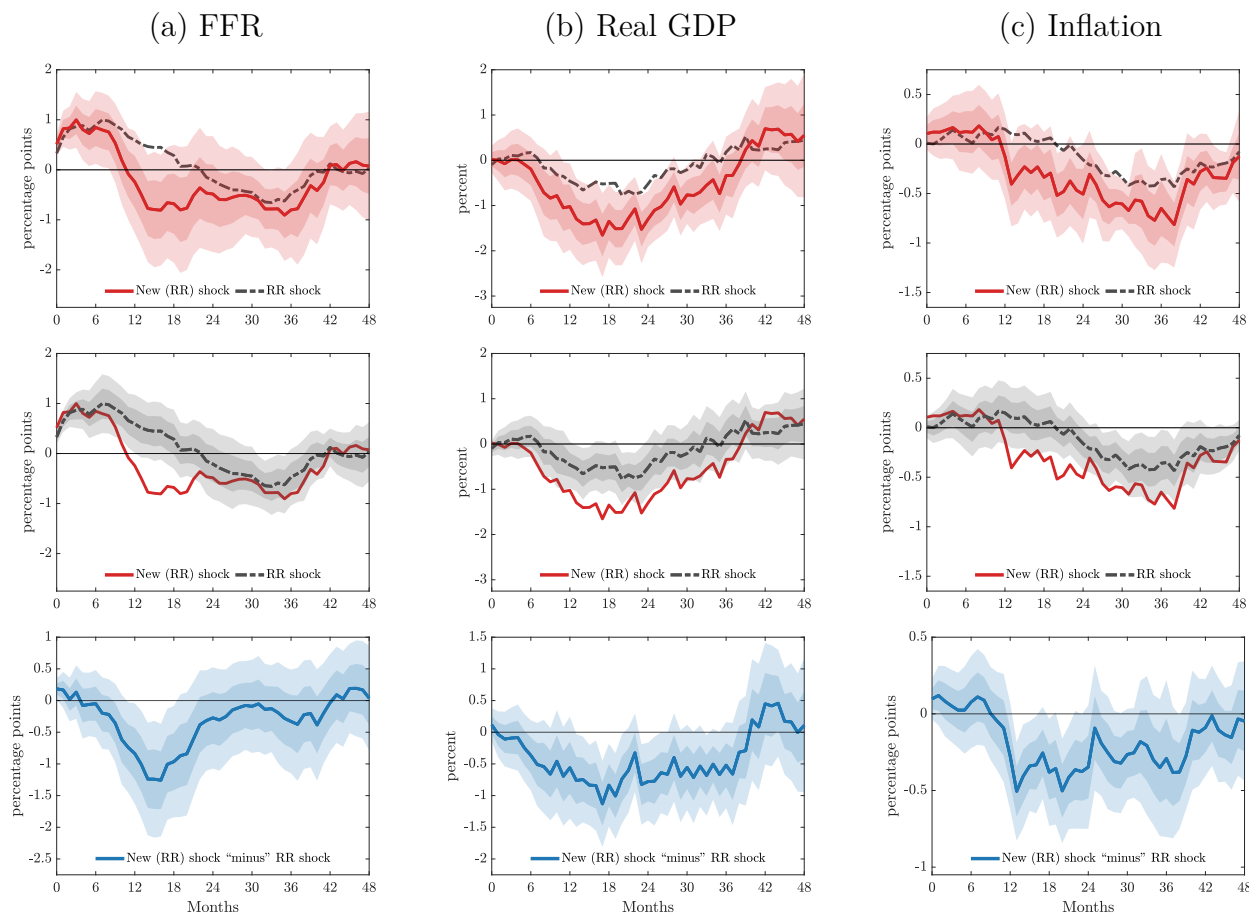 (a) FFR
(b) Real GDP
(c) Inflation
percentage points
2
1
0
-1
-2
0 6 12 18 24 30 36 42 48
New (RR) shock RR shock
percent
2
1
0
-1
-2
-3
0 6 12 18 24 30 36 42 48
New (RR) shock RR shock
percentage points
0.5
0
-0.5
-1
-1.5
0 6 12 18 24 30 36 42 48
New (RR) shock RR shock
percentage points
2
1
0
-1
-2
0 6 12 18 24 30 36 42 48
New (RR) shock RR shock
percent
2
1
0
-1
-2
-3
0 6 12 18 24 30 36 42 48
New (RR) shock RR shock
percentage points
0.5
0
-0.5
-1
-1.5
0 6 12 18 24 30 36 42 48
New (RR) shock RR shock
percentage points
1
0.5
0
-0.5
-1
-1.5
-2
-2.5
0 6 12 18 24 30 36 42 48
New (RR) shock “minus” RR shock
Months
percent
1.5
1
0.5
0
-0.5
-1
-1.5
-2
0 6 12 18 24 30 36 42 48
New (RR) shock “minus” RR shock
Months
percentage points
0.5
0
-0.5
-1
0 6 12 18 24 30 36 42 48
New (RR) shock “minus” RR shock
Months